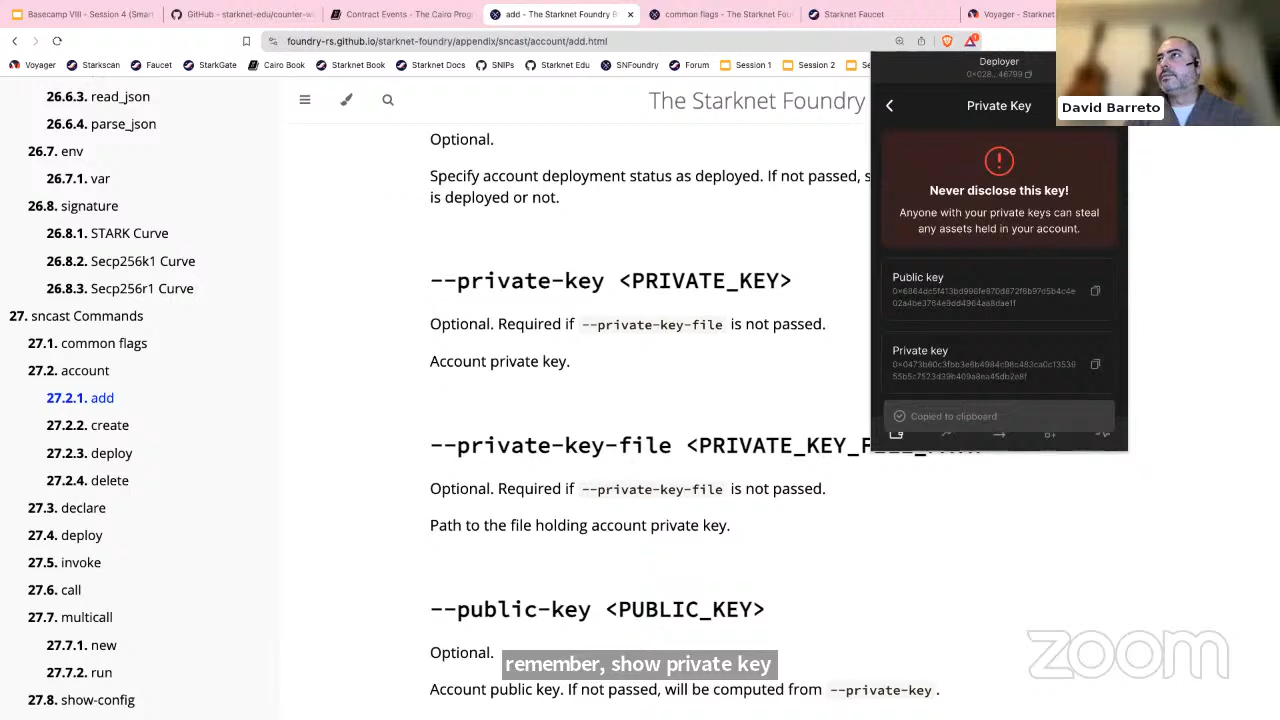 Basecamp VIII - Session 4 (Smart
GitHub - starknet-edu/counter-w
Contract Events - The Cairo Prog
add - The Starknet Foundry B
common flags - The Starknet Fou
Starknet Faucet
Voyager - Starknet
foundry-rs.github.io/starknet-foundry/appendix/sncast/account/add.html
Voyager
Starkscan
Faucet
StarkGate
Cairo Book
Starknet Book
Starknet Docs
SNIPs
Starknet Edu
SNFoundry
Forum
Session 1
Session 2
Se
26.6.3. read_json
26.6.4. parse_json
26.7. env
26.7.1. var
26.8. signature
26.8.1. STARK Curve
26.8.2. Secp256k1 Curve
26.8.3. Secp256r1 Curve
27. sncast Commands
27.1. common flags
27.2. account
27.2.1. add
27.2.2. create
27.2.3. deploy
27.2.4. delete
27.3. declare
27.4. deploy
27.5. invoke
27.6. call
27.7. multicall
27.7.1. new
27.7.2. run
27.8. show-config
The Starknet Foundry
Optional.
Specify account deployment status as deployed. If not passed, s
is deployed or not.
--private-key <PRIVATE_KEY>
Optional. Required if --private-key-file is not passed.
Account private key.
--private-key-file <PRIVATE_KEY_F
Optional. Required if --private-key-file is not passed.
Path to the file holding account private key.
--public-key <PUBLIC_KEY>
Optional.
Account public key. If not passed, will be computed from --private-key.
Deployer
0x028...46799
Private Key
Never disclose this key!
Anyone with your private keys can steal
any assets held in your account.
Public key
Private key
Copied to clipboard
David Barreto
remember, show private key
zoom